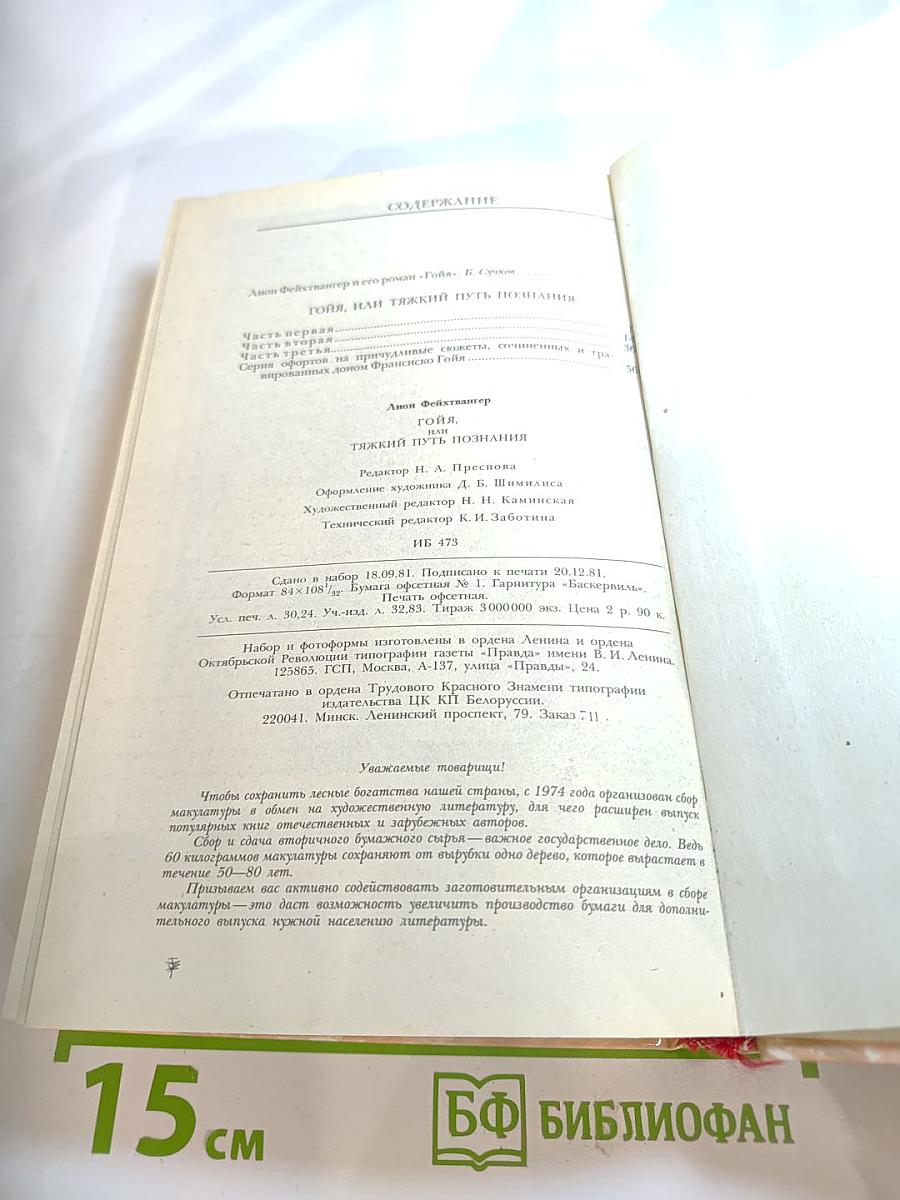 СОДЕРЖАНИЕ
Лион Фейхтвангер и его роман «Гойя». Б. Сучков
ГОЙЯ, ИЛИ ТЯЖКИЙ ПУТЬ ПОЗНАНИЯ
Часть первая
Часть вторая
Часть третья
Серия офортов на причудливые сюжеты, сочиненных и гра-
вированных доном Франсиско Гойя
Лион Фейхтвангер
ГОЙЯ,
ИЛИ
ТЯЖКИЙ ПУТЬ ПОЗНАНИЯ
Редактор Н. А. Преснова
Оформление художника Д. Б. Шимилиса
Художественный редактор Н. Н. Каминская
Технический редактор К. И. Заботина
ИБ 473
Сдано в набор 18.09.81. Подписано к печати 20.12.81.
Формат 84×108¹/₃₂. Бумага офсетная № 1. Гарнитура «Баскервиль».
Печать офсетная.
Усл. печ. л. 30,24. Уч.-изд. л. 32,83. Тираж 3 000 000 экз. Цена 2 р. 90 к.
Набор и фотоформы изготовлены в ордена Ленина и ордена
Октябрьской Революции типографии газеты «Правда» имени В. И. Ленина.
125865. ГСП, Москва, А-137, улица «Правды», 24.
Отпечатано в ордена Трудового Красного Знамени типографии
издательства ЦК КП Белоруссии.
220041. Минск. Ленинский проспект, 79. Заказ 711.
Уважаемые товарищи!
Чтобы сохранить лесные богатства нашей страны, с 1974 года организован сбор
макулатуры в обмен на художественную литературу, для чего расширен выпуск
популярных книг отечественных и зарубежных авторов.
Сбор и сдача вторичного бумажного сырья — важное государственное дело. Ведь
60 килограммов макулатуры сохраняют от вырубки одно дерево, которое вырастает в
течение 50—80 лет.
Призываем вас активно содействовать заготовительным организациям в сборе
макулатуры — это даст возможность увеличить производство бумаги для дополни-
тельного выпуска нужной населению литературы.
15 см
БФ БИБЛИОФАН